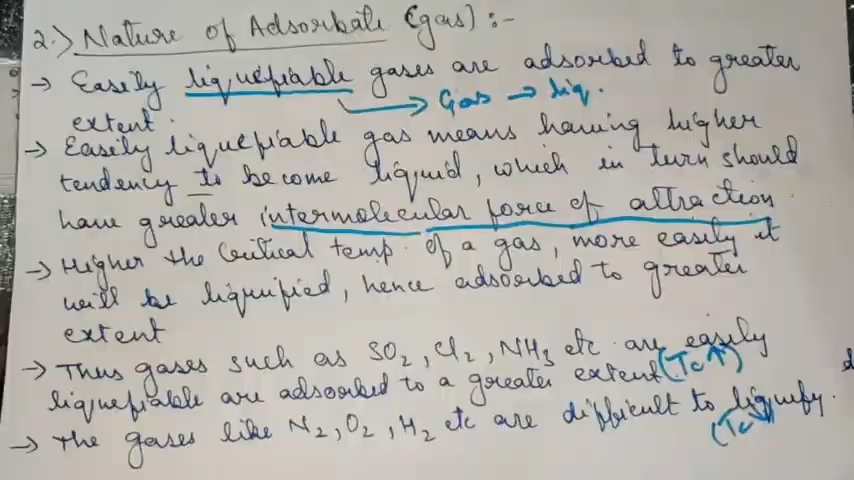 2.) Nature of Adsorbate (gas) :-
→ Easily liquefiable gases are adsorbed to greater
→ Gas → liq.
extent.
→ Easily liquefiable gas means having higher
tendency to become liquid, which in turn should
have greater intermolecular force of attraction.
→ Higher the Critical temp. of a gas, more easily it
will be liquified, hence adsorbed to greater
extent
→ Thus gases such as SO2, Cl2, NH3 etc are easily
liquefiable are adsorbed to a greater extent (Tc↑)
→ The gases like N2, O2, H2 etc are difficult to liquefy.
(Tc↓)